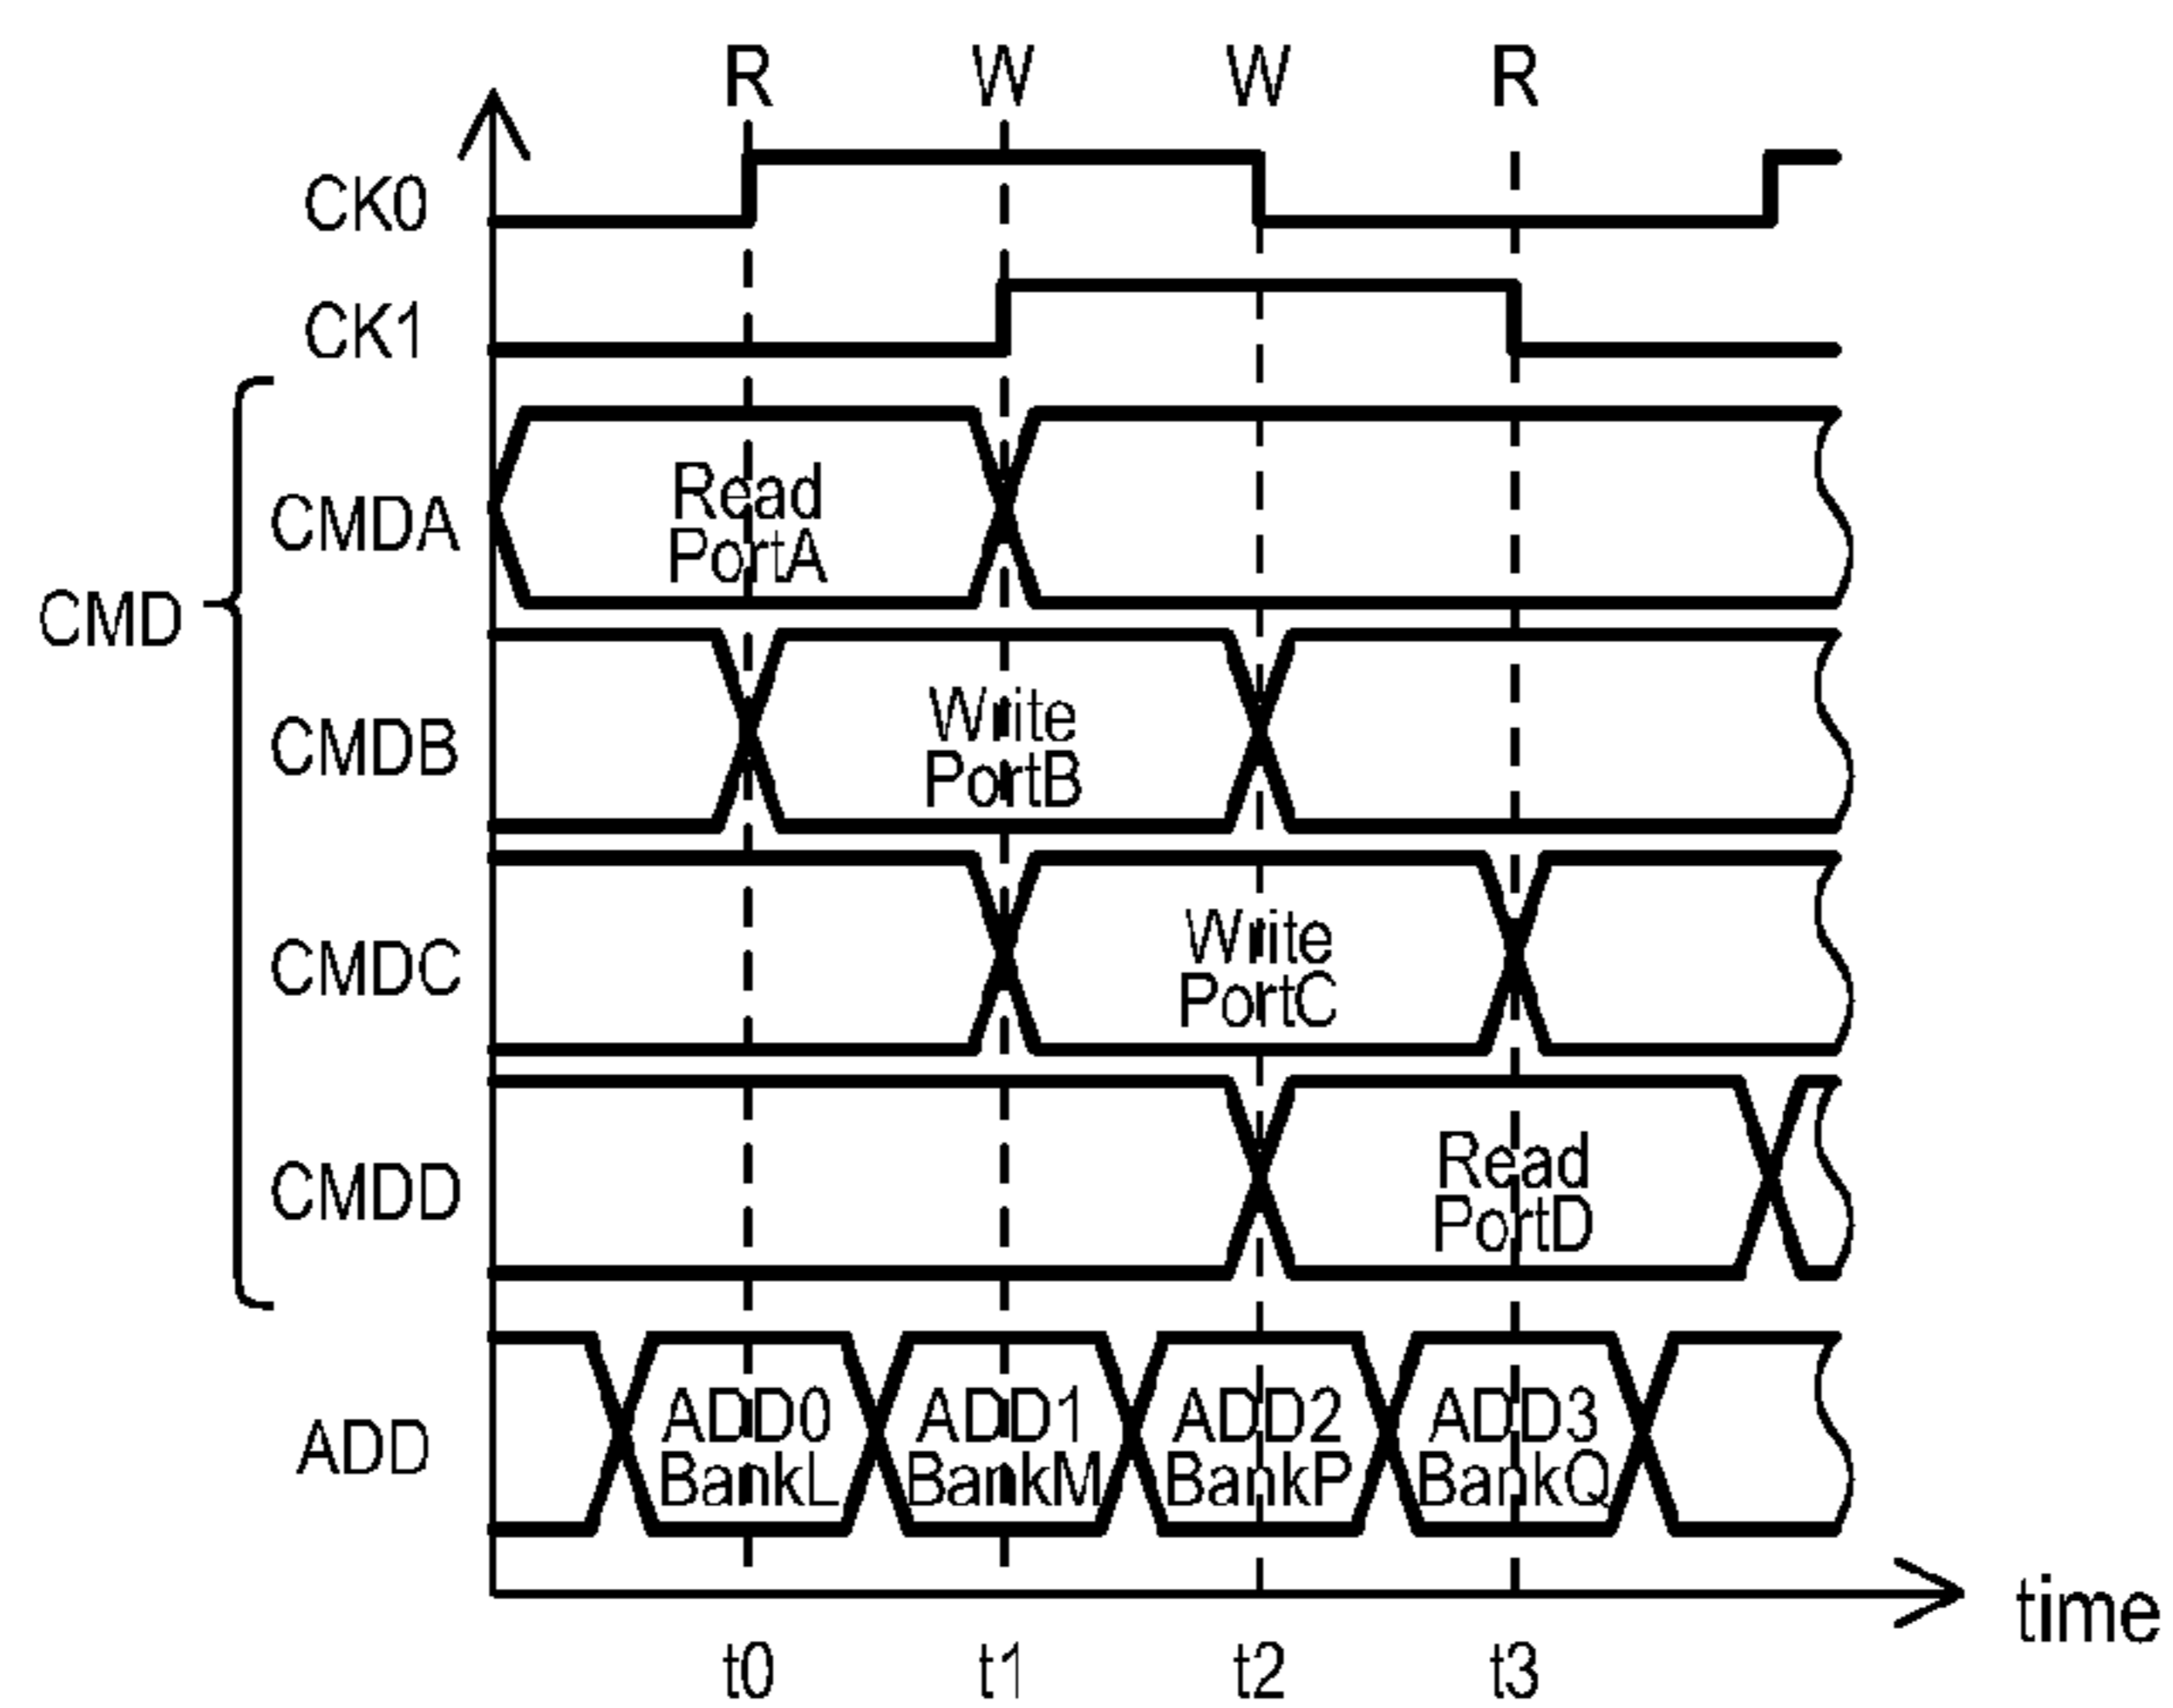 R W W R
CK0
CK1
CMD
CMDA
Read
PortA
CMDB
Write
PortB
CMDC
Write
PortC
CMDD
Read
PortD
ADD
ADD0 ADD1 ADD2 ADD3
BankL BankM BankP BankQ
time
t0 t1 t2 t3